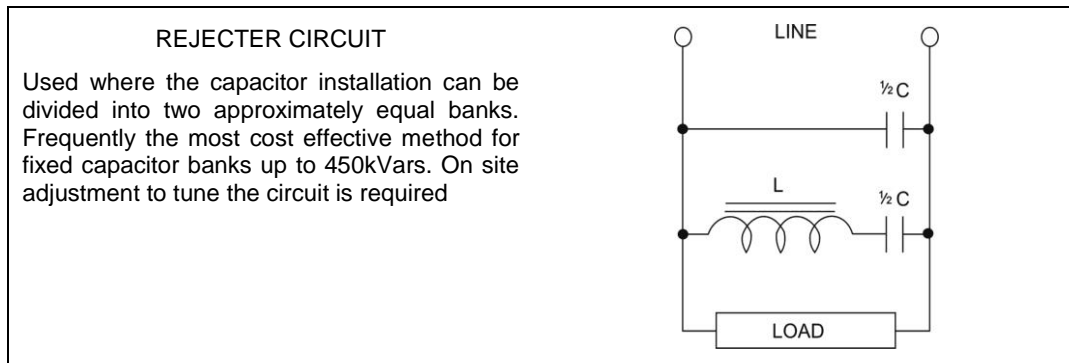 REJECTER CIRCUIT
Used where the capacitor installation can be
divided into two approximately equal banks.
Frequently the most cost effective method for
fixed capacitor banks up to 450kVars. On site
adjustment to tune the circuit is required
LINE
½ C
L
½ C
LOAD